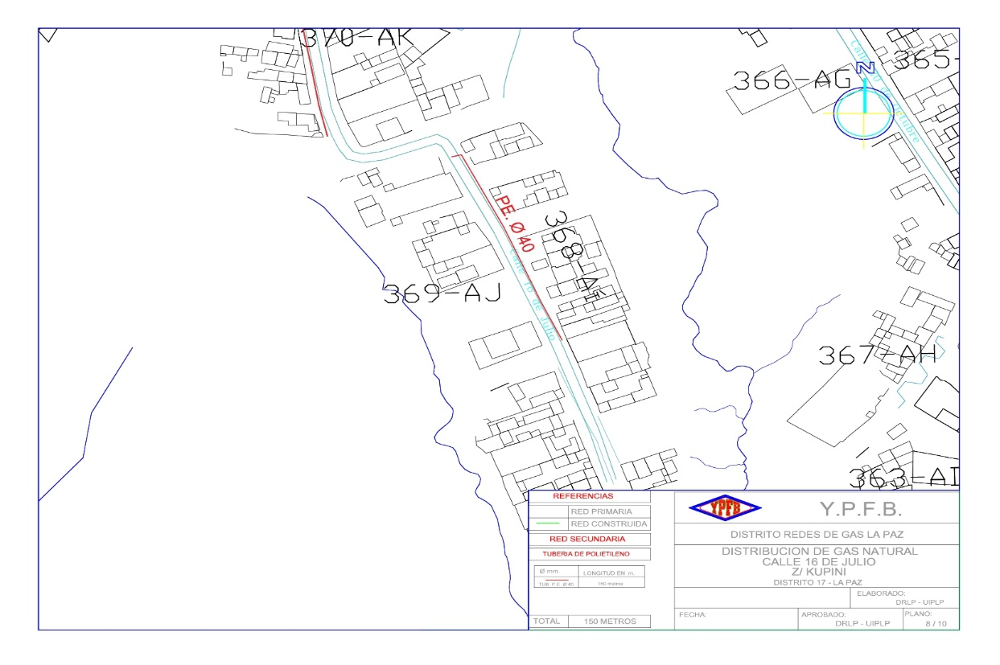 370-AK
366-AG
365-
N
PE. Ø 40
368-AI
Calle 16 de Julio
369-AJ
367-AH
363-AI
REFERENCIAS
RED PRIMARIA
RED CONSTRUIDA
RED SECUNDARIA
TUBERIA DE POLIETILENO
Ø mm. LONGITUD EN m.
TUB. P.E. Ø 40 150 metros
TOTAL 150 METROS
YPFB
Y.P.F.B.
DISTRITO REDES DE GAS LA PAZ
DISTRIBUCION DE GAS NATURAL
CALLE 16 DE JULIO
Z/ KUPINI
DISTRITO 17 - LA PAZ
ELABORADO:
DRLP - UIPLP
FECHA:
APROBADO:
DRLP - UIPLP
PLANO:
8 / 10